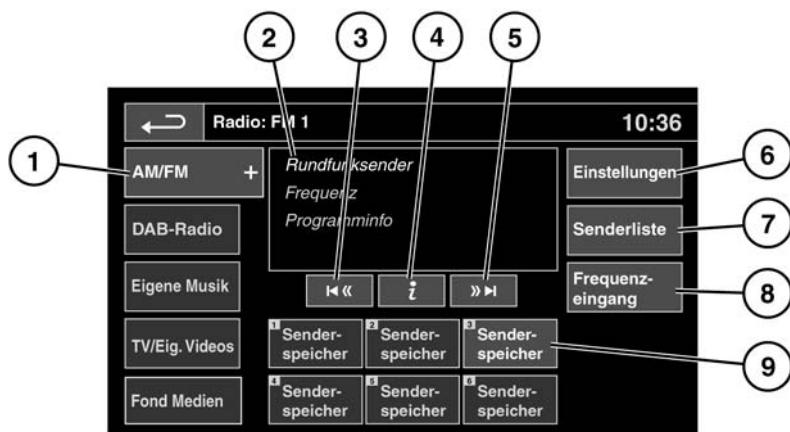 2
3
4
5
Radio: FM 1
10:36
1
AM/FM +
Rundfunksender
Frequenz
Programminfo
Einstellungen
6
DAB-Radio
Senderliste
7
Eigene Musik
i
Frequenz-
eingang
8
TV/Eig. Videos
1 Sender-
speicher
2 Sender-
speicher
3 Sender-
speicher
9
Fond Medien
4 Sender-
speicher
5 Sender-
speicher
6 Sender-
speicher